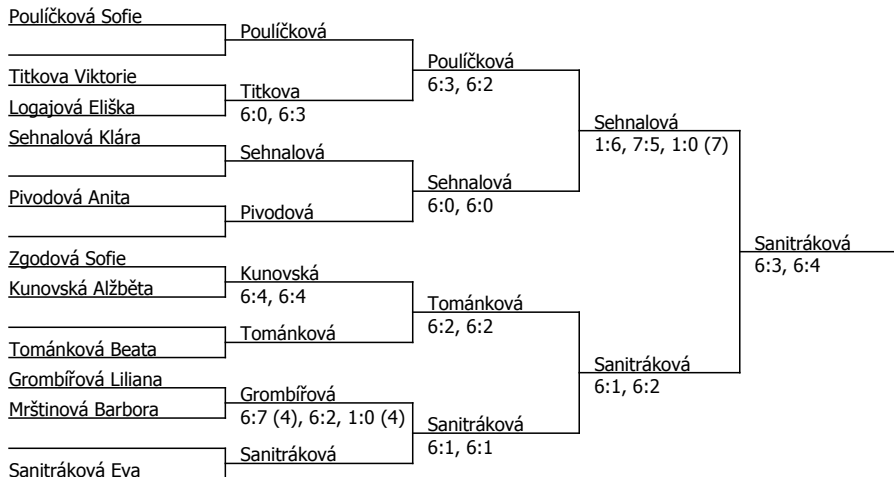 Poulíčková Sofie
Poulíčková
Poulíčková
6:3, 6:2
Titkova Viktorie
Titkova
6:0, 6:3
Logajová Eliška
Sehnalová
1:6, 7:5, 1:0 (7)
Sehnalová Klára
Sehnalová
Sehnalová
6:0, 6:0
Pivodová Anita
Pivodová
Sanitráková
6:3, 6:4
Zgodová Sofie
Kunovská
6:4, 6:4
Kunovská Alžběta
Tománková
6:2, 6:2
Tománková
Tománková Beata
Sanitráková
6:1, 6:2
Grombířová Liliana
Grombířová
6:7 (4), 6:2, 1:0 (4)
Mrštinová Barbora
Sanitráková
6:1, 6:1
Sanitráková
Sanitráková Eva